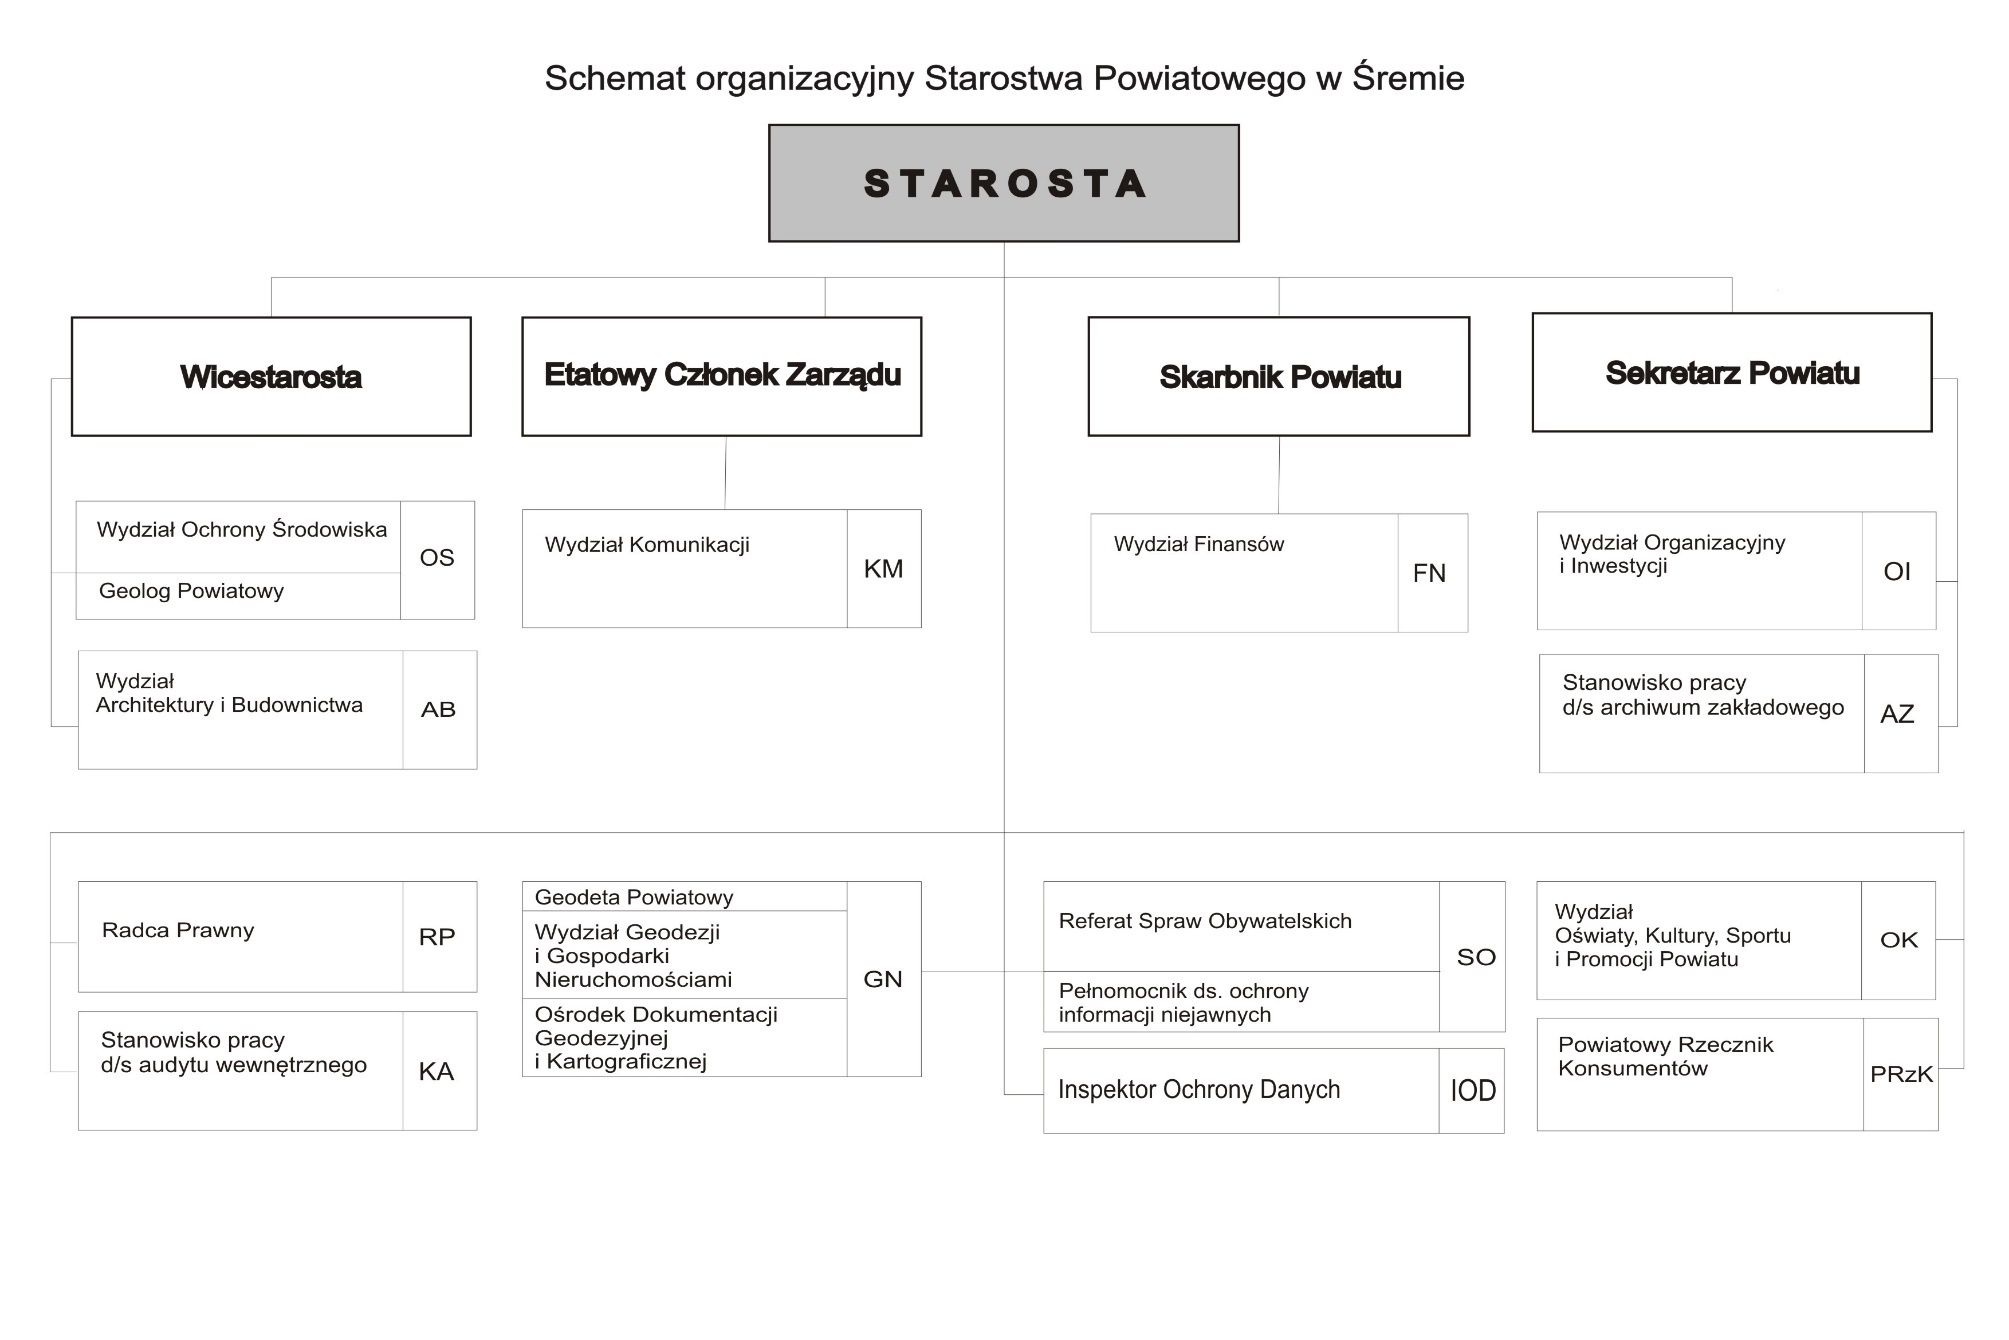 Schemat organizacyjny Starostwa Powiatowego w Śremie
STAROSTA
Wicestarosta
Etatowy Członek Zarządu
Skarbnik Powiatu
Sekretarz Powiatu
Wydział Ochrony Środowiska
Geolog Powiatowy
OS
Wydział Komunikacji
KM
Wydział Finansów
FN
Wydział Organizacyjny
i Inwestycji
OI
Wydział
Architektury i Budownictwa
AB
Stanowisko pracy
d/s archiwum zakładowego
AZ
Radca Prawny
RP
Geodeta Powiatowy
Wydział Geodezji
i Gospodarki
Nieruchomościami
Ośrodek Dokumentacji
Geodezyjnej
i Kartograficznej
GN
Referat Spraw Obywatelskich
Pełnomocnik ds. ochrony
informacji niejawnych
SO
Wydział
Oświaty, Kultury, Sportu
i Promocji Powiatu
OK
Stanowisko pracy
d/s audytu wewnętrznego
KA
Inspektor Ochrony Danych
IOD
Powiatowy Rzecznik
Konsumentów
PRzK